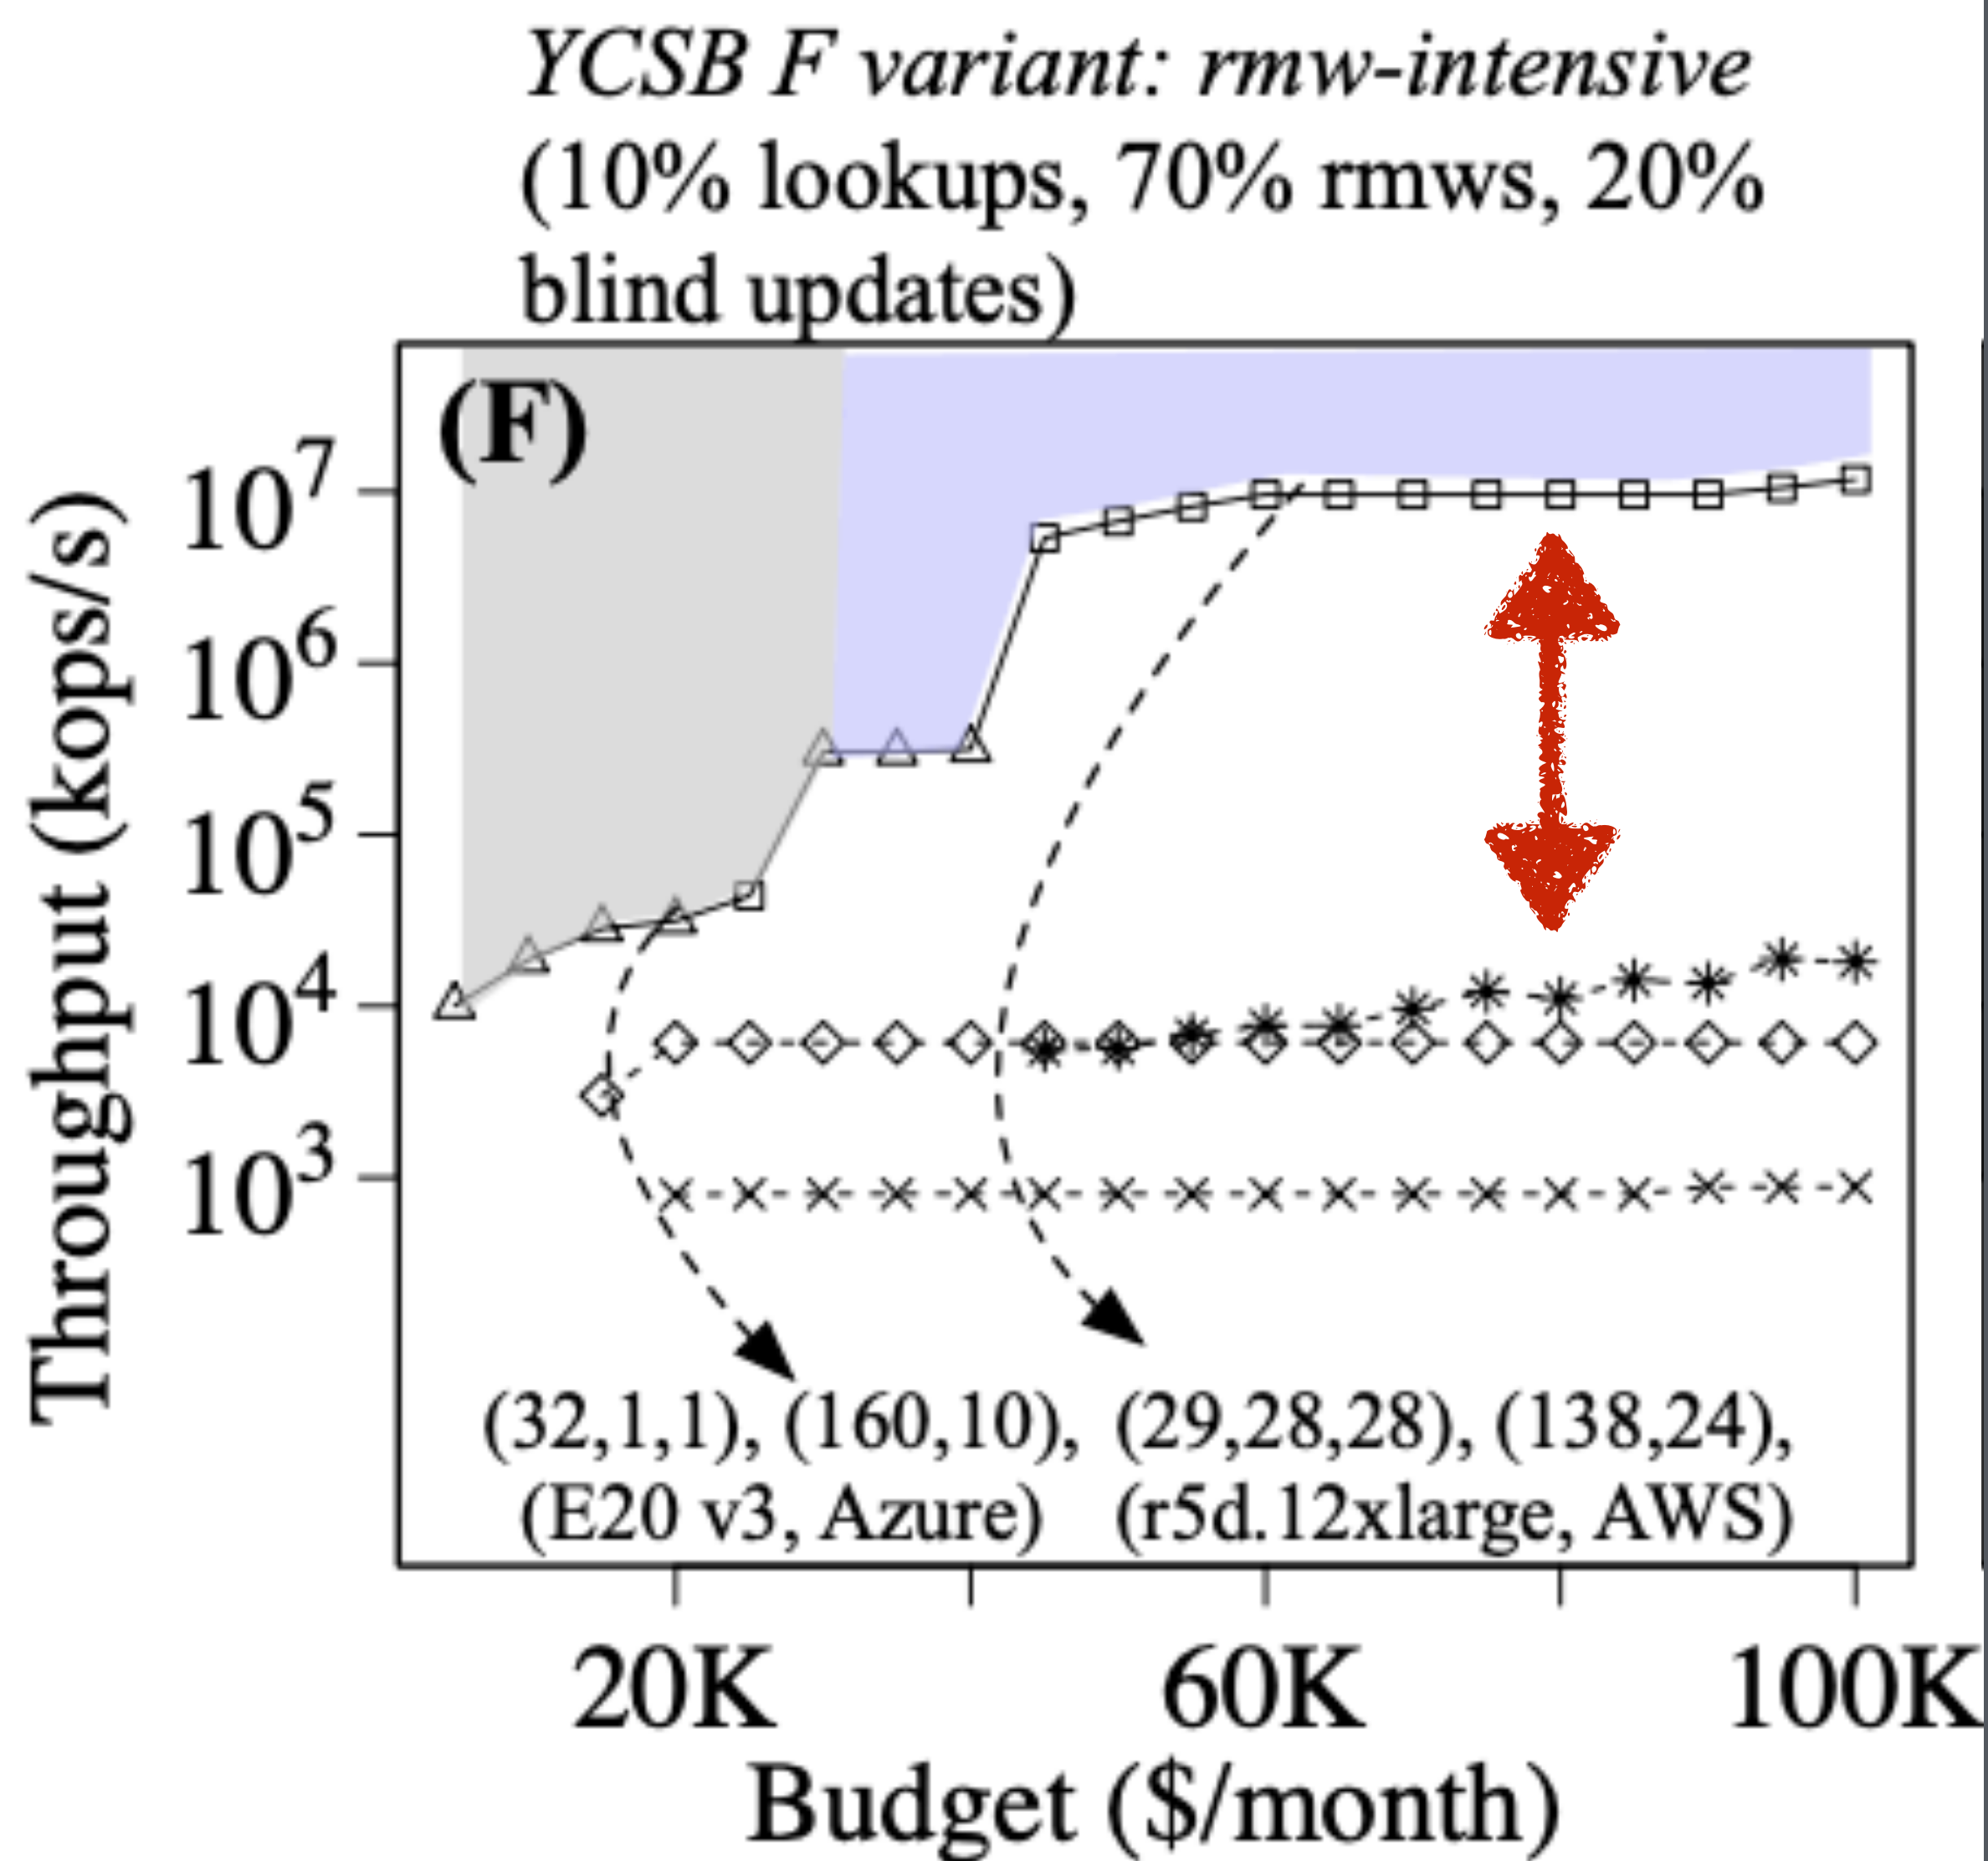 YCSB F variant: rmw-intensive
(10% lookups, 70% rmws, 20%
blind updates)
(F)
Throughput (kops/s)
10^7
10^6
10^5
10^4
10^3
(32,1,1), (160,10),
(E20 v3, Azure)
(29,28,28), (138,24),
(r5d.12xlarge, AWS)
20K 60K 100K
Budget ($/month)